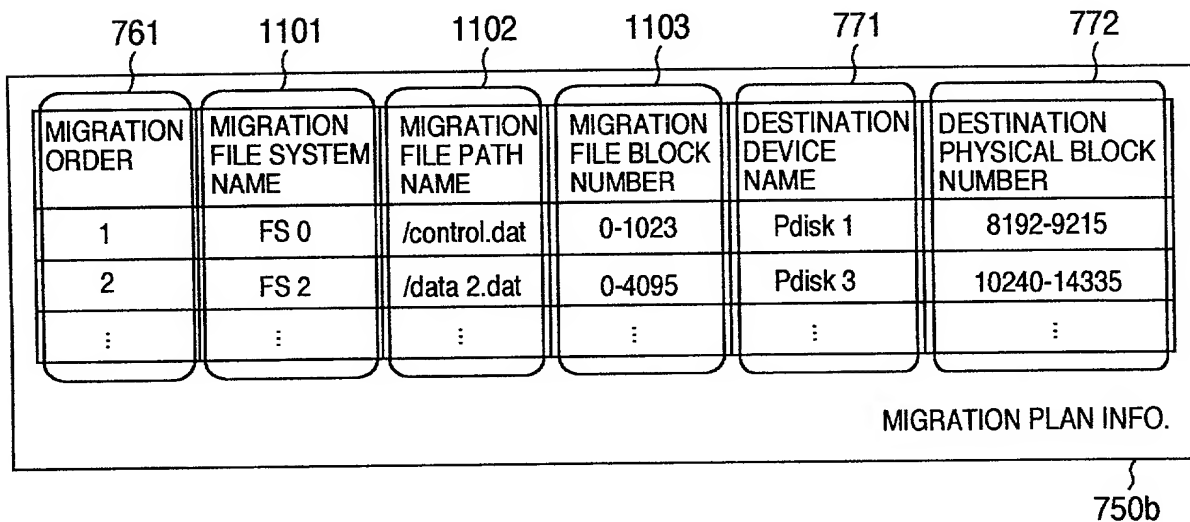 761 1101 1102 1103 771 772
MIGRATION ORDER MIGRATION FILE SYSTEM NAME MIGRATION FILE PATH NAME MIGRATION FILE BLOCK NUMBER DESTINATION DEVICE NAME DESTINATION PHYSICAL BLOCK NUMBER
1 FS 0 /control.dat 0-1023 Pdisk 1 8192-9215
2 FS 2 /data 2.dat 0-4095 Pdisk 3 10240-14335
⋮ ⋮ ⋮ ⋮ ⋮ ⋮
MIGRATION PLAN INFO.
750b